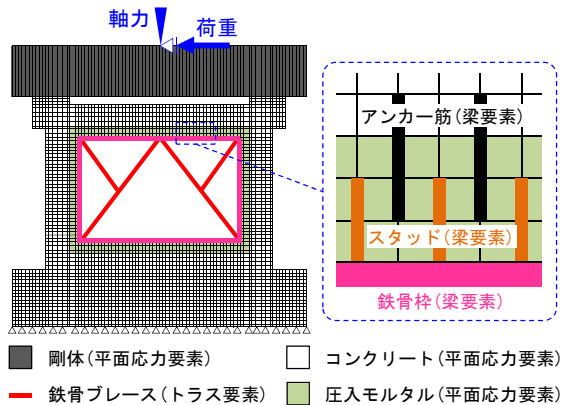 軸力
荷重
アンカー筋(梁要素)
スタッド(梁要素)
鉄骨枠(梁要素)
剛体(平面応力要素)
コンクリート(平面応力要素)
鉄骨ブレース(トラス要素)
圧入モルタル(平面応力要素)